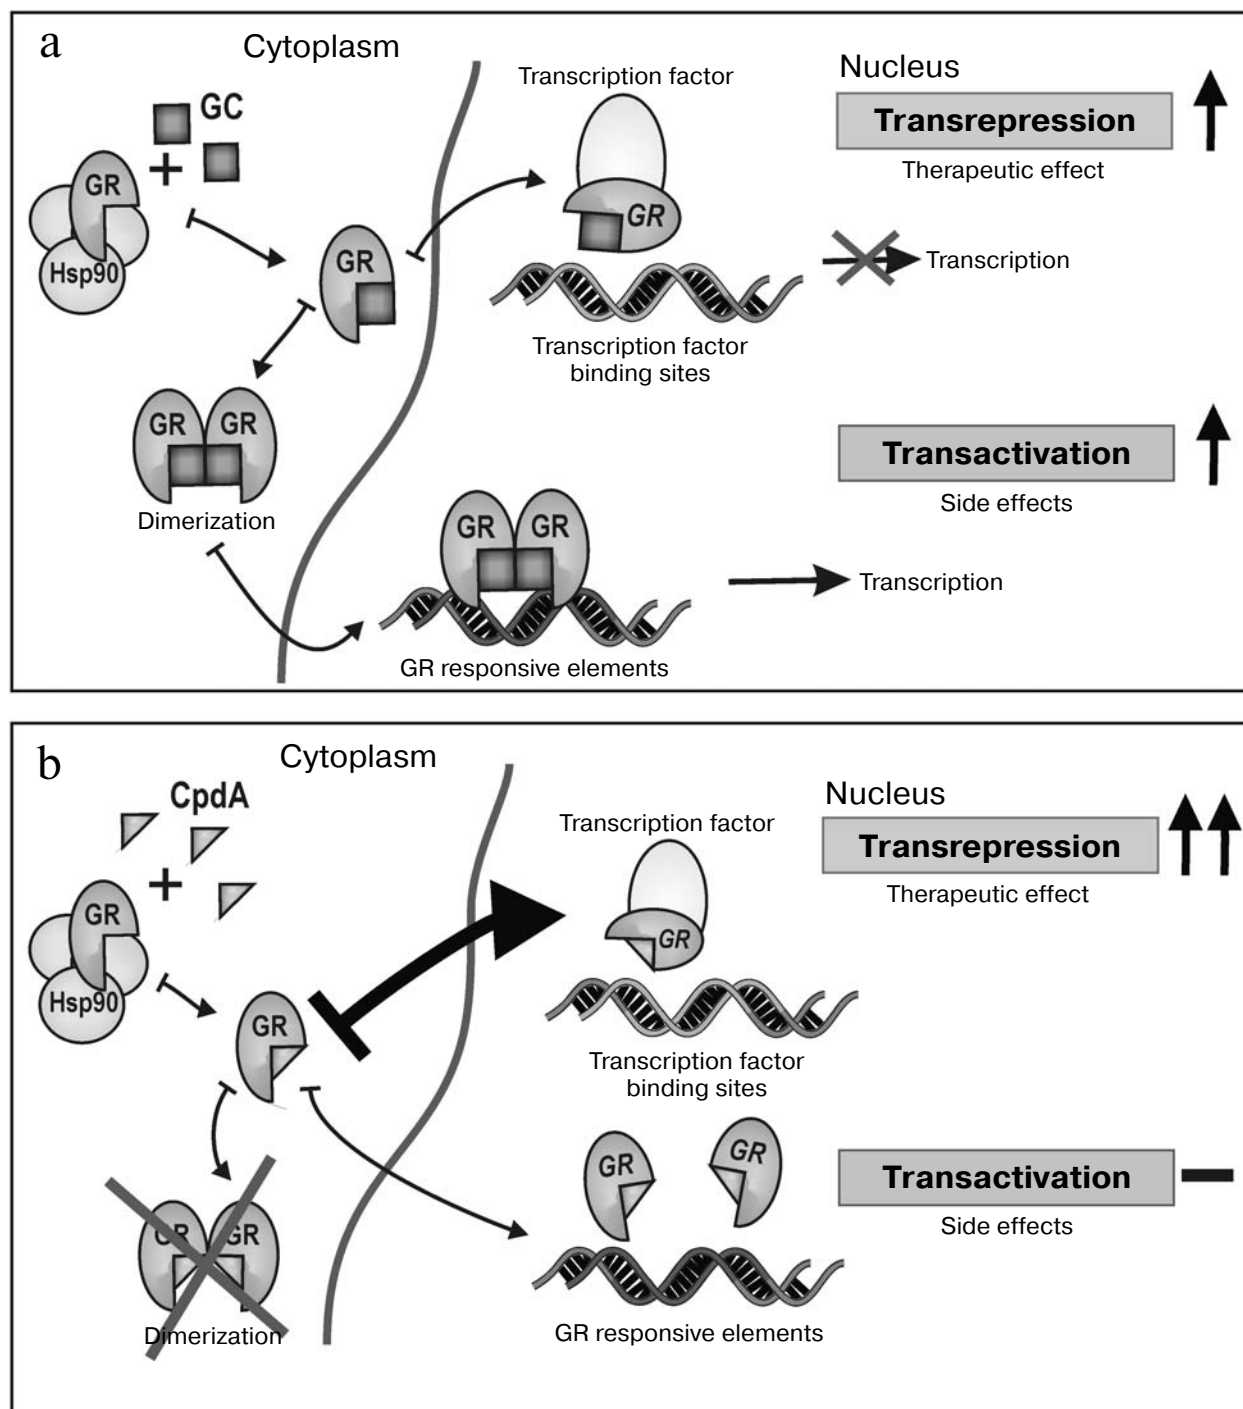 a
Cytoplasm
Nucleus
Transcription factor
GC
Transrepression
Therapeutic effect
GR
Hsp90
GR
GR
Transcription
Transcription factor
binding sites
GR GR
Dimerization
Transactivation
Side effects
GR GR
Transcription
GR responsive elements
b
Cytoplasm
Nucleus
CpdA
Transcription factor
Transrepression
Therapeutic effect
GR
Hsp90
GR
GR
Transcription factor
binding sites
GR GR
Transactivation
Side effects
GR GR
Dimerization
GR responsive elements